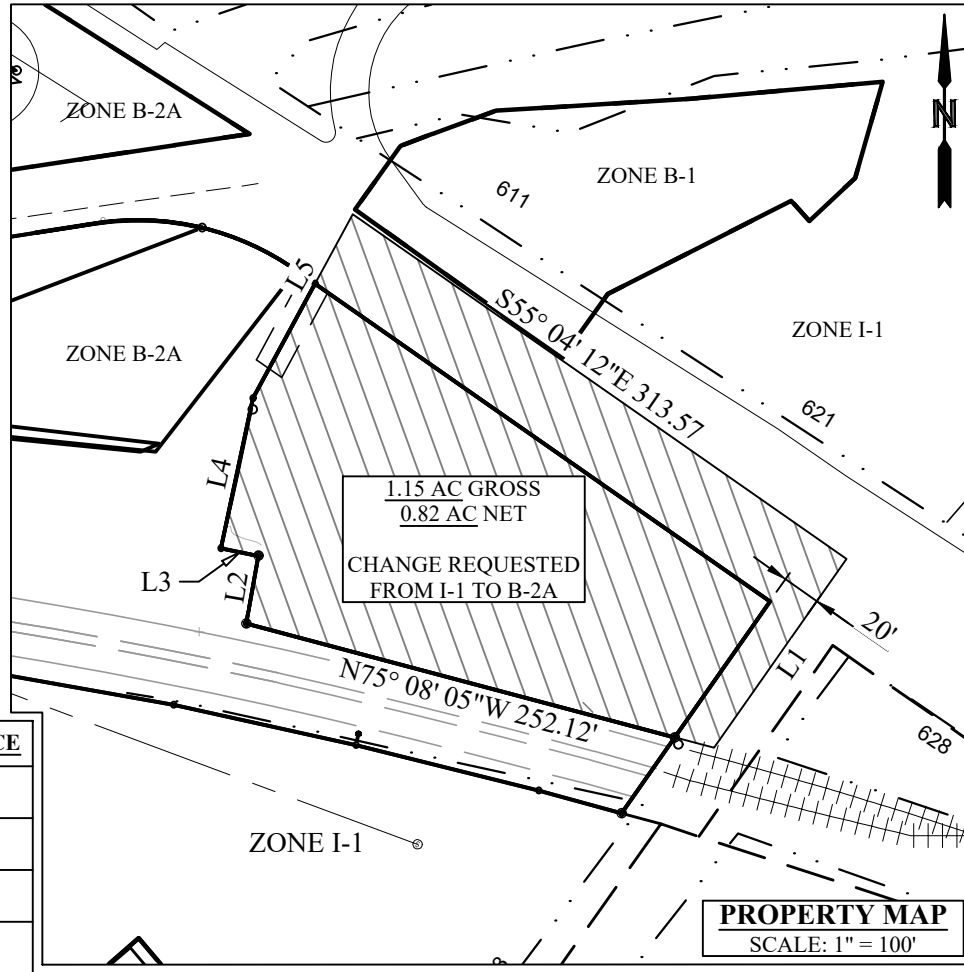 ZONE B-2A
N
ZONE B-1
611
L5
S55° 04' 12"E 313.57
ZONE I-1
ZONE B-2A
621
L4
1.15 AC GROSS
0.82 AC NET
CHANGE REQUESTED
FROM I-1 TO B-2A
L3
L2
20'
L1
N75° 08' 05"W 252.12'
628
CE
ZONE I-1
PROPERTY MAP
SCALE: 1" = 100'